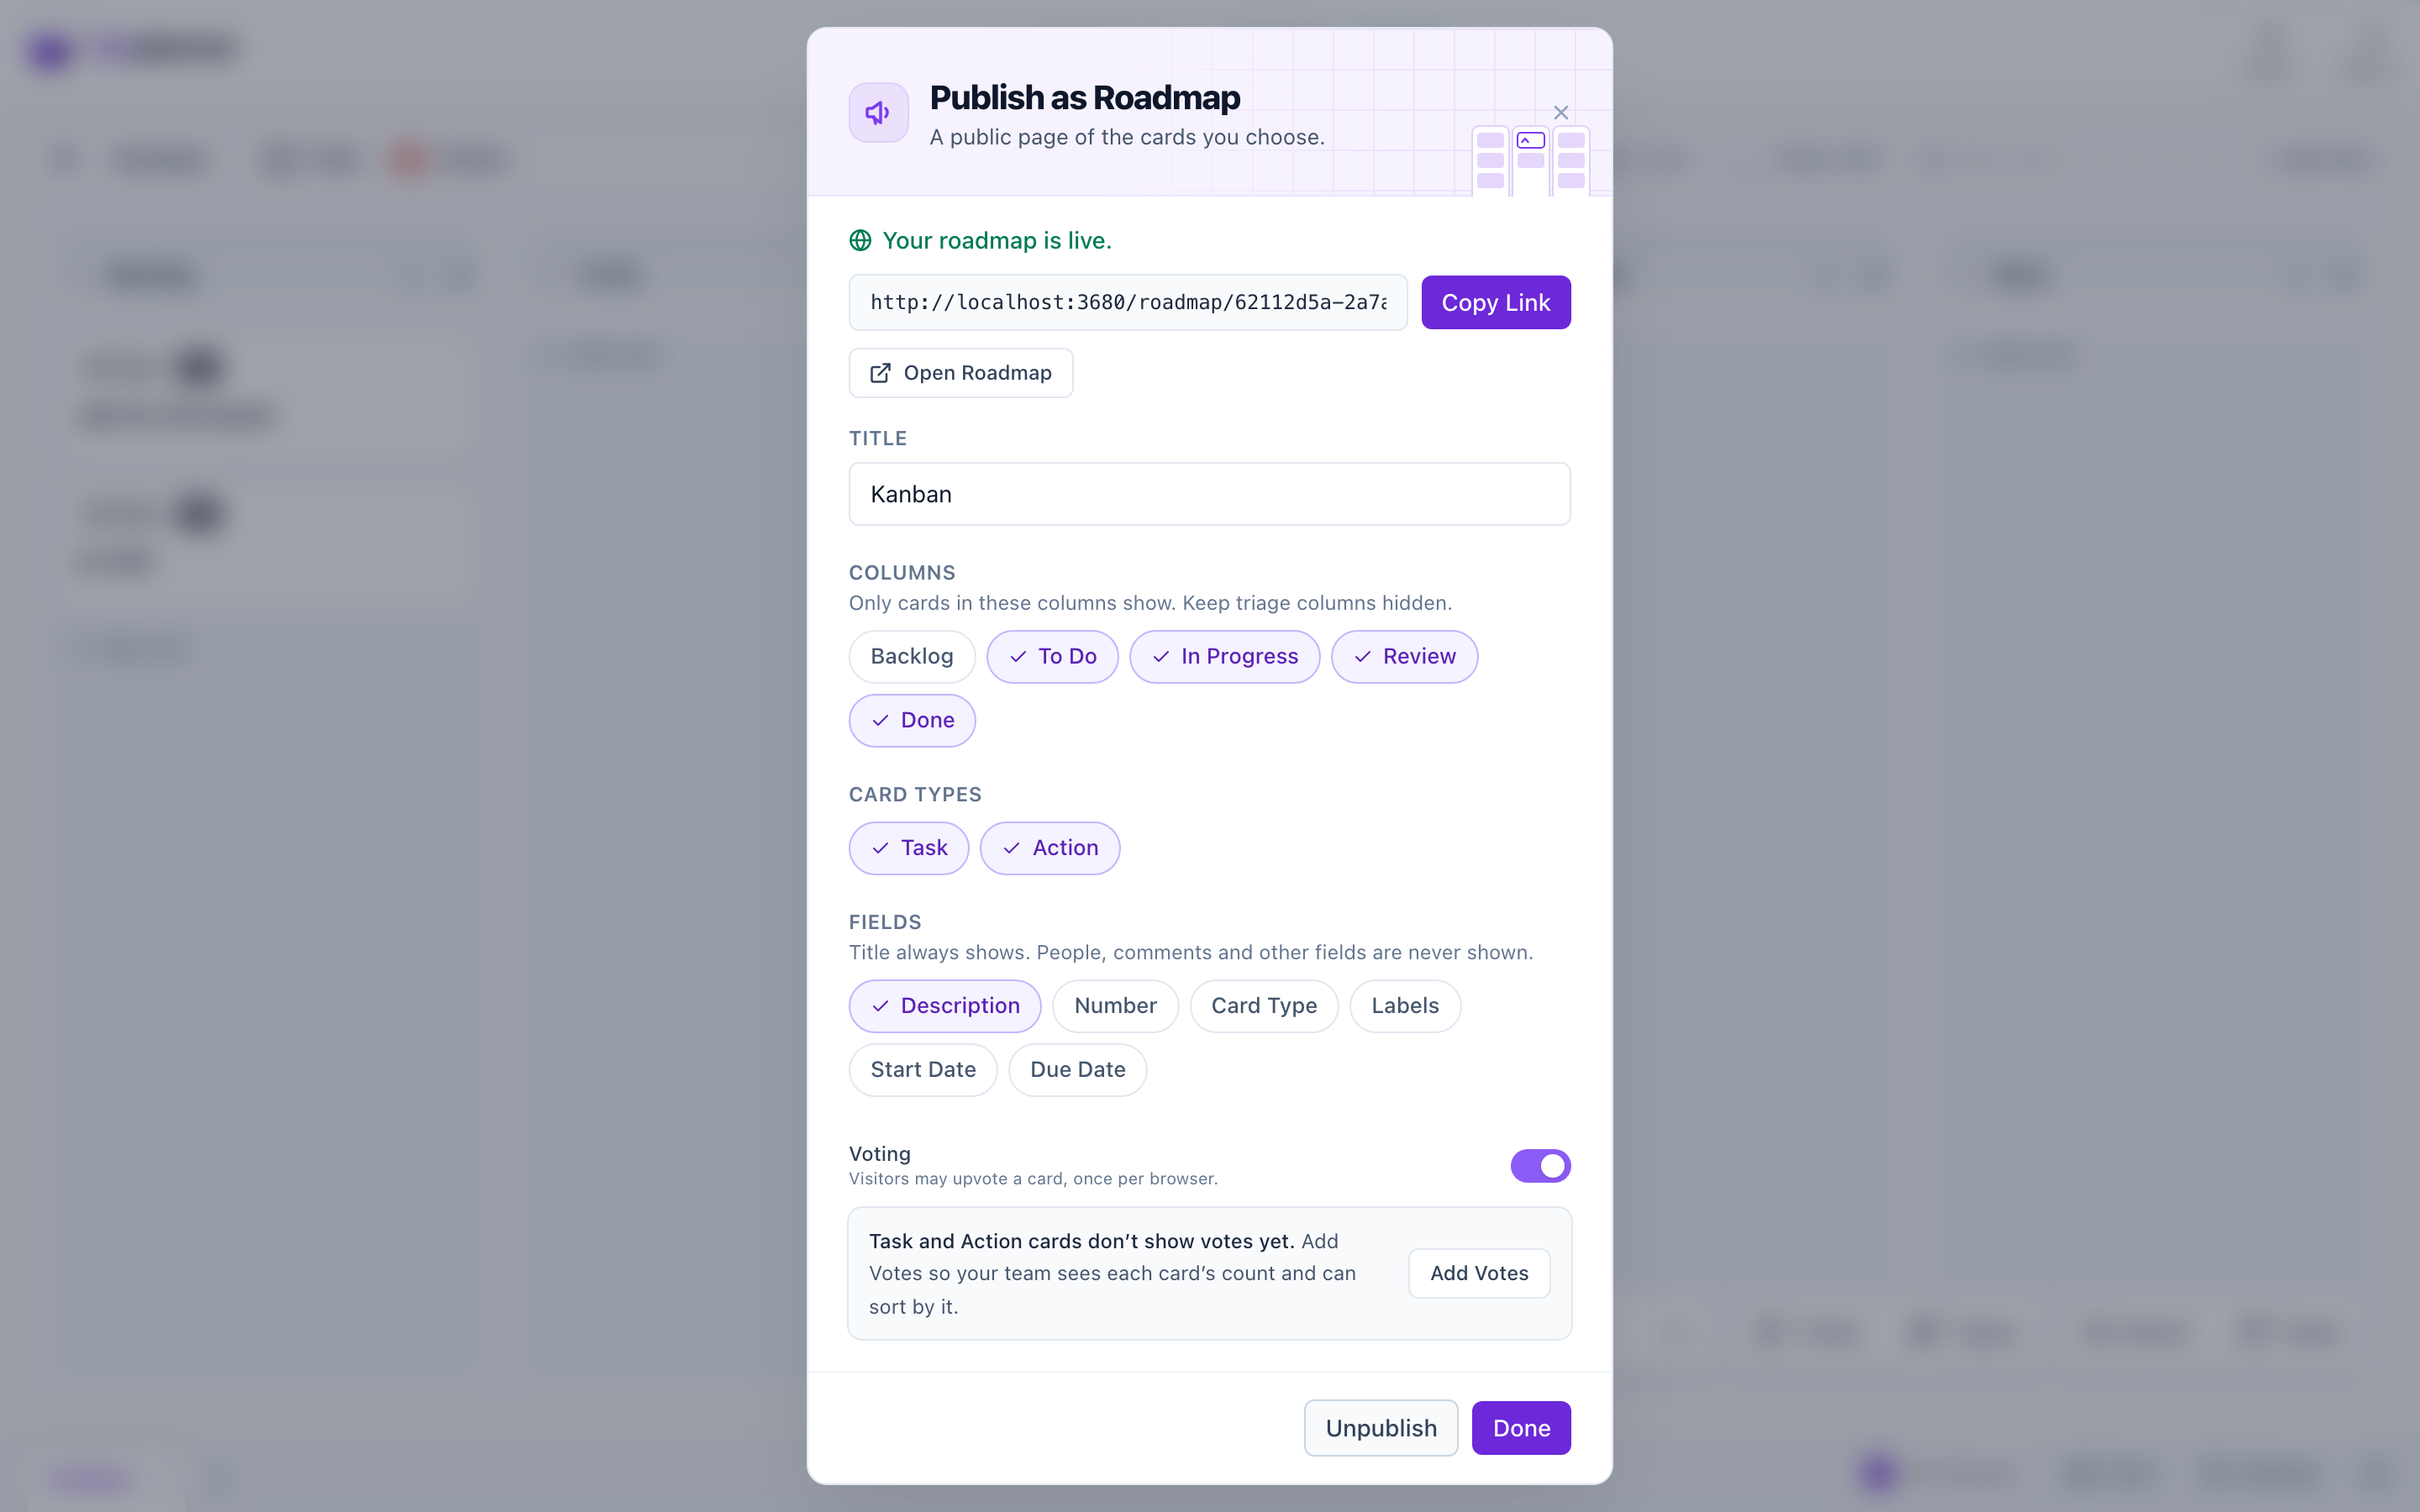 Publish as Roadmap
A public page of the cards you choose.
Your roadmap is live.
http://localhost:3680/roadmap/62112d5a-2a7a
Copy Link
Open Roadmap
TITLE
Kanban
COLUMNS
Only cards in these columns show. Keep triage columns hidden.
Backlog
To Do
In Progress
Review
Done
CARD TYPES
Task
Action
FIELDS
Title always shows. People, comments and other fields are never shown.
Description
Number
Card Type
Labels
Start Date
Due Date
Voting
Visitors may upvote a card, once per browser.
Task and Action cards don’t show votes yet. Add
Votes so your team sees each card’s count and can
sort by it.
Add Votes
Unpublish
Done